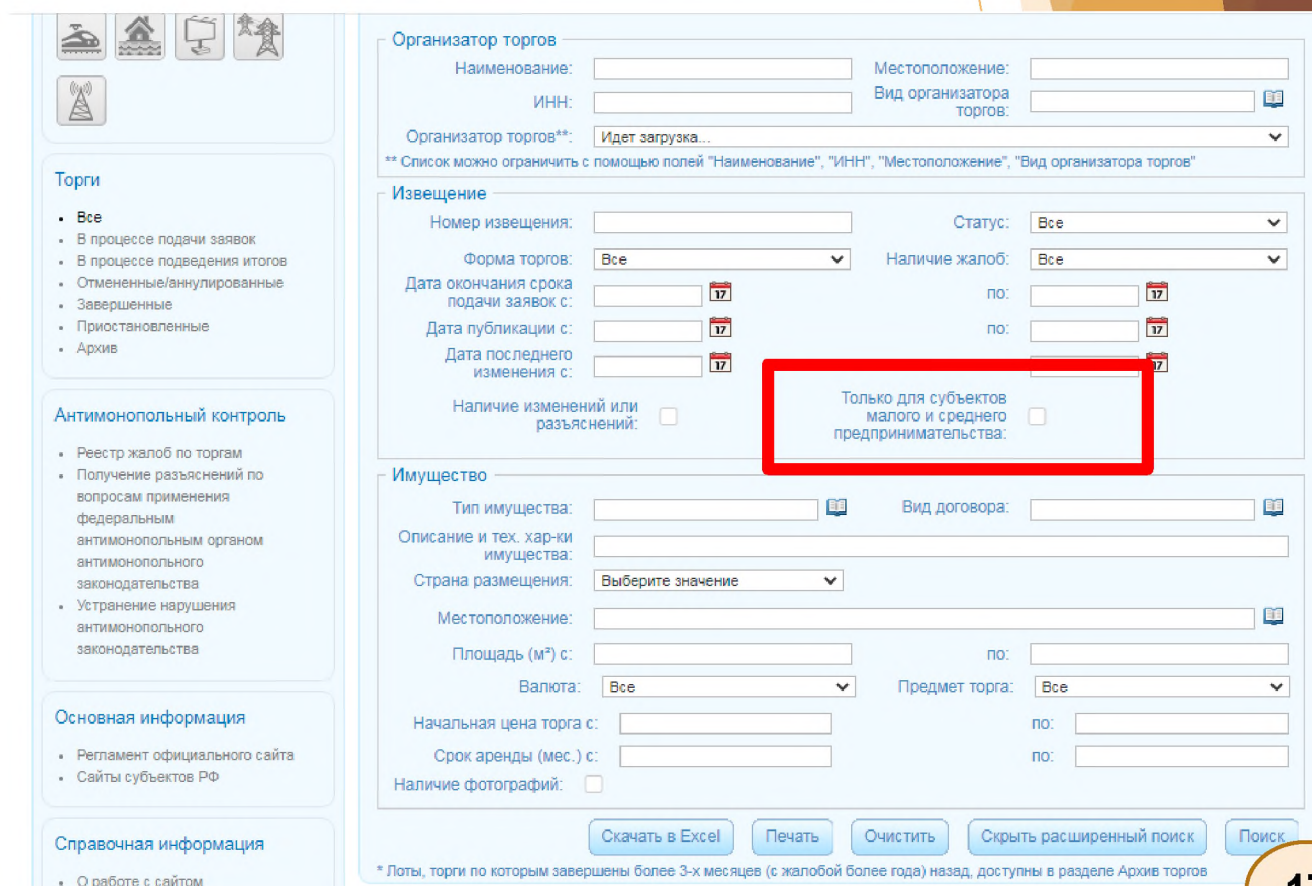 Торги
Все
В процессе подачи заявок
В процессе подведения итогов
Отмененные/аннулированные
Завершенные
Приостановленные
Архив
Антимонопольный контроль
Реестр жалоб по торгам
Получение разъяснений по
вопросам применения
федеральным
антимонопольным органом
антимонопольного
законодательства
Устранение нарушения
антимонопольного
законодательства
Основная информация
Регламент официального сайта
Сайты субъектов РФ
Справочная информация
О работе с сайтом
Организатор торгов
Наименование: Местоположение:
ИНН: Вид организатора
торгов:
Организатор торгов**: Идет загрузка...
** Список можно ограничить с помощью полей "Наименование", "ИНН", "Местоположение", "Вид организатора торгов"
Извещение
Номер извещения: Статус: Все
Форма торгов: Все Наличие жалоб: Все
Дата окончания срока
подачи заявок с: 17 по: 17
Дата публикации с: 17 по: 17
Дата последнего
изменения с: 17 17
Наличие изменений или
разъяснений:
Только для субъектов
малого и среднего
предпринимательства:
Имущество
Тип имущества: Вид договора:
Описание и тех. хар-ки
имущества:
Страна размещения: Выберите значение
Местоположение:
Площадь (м²) с: по:
Валюта: Все Предмет торга: Все
Начальная цена торга с: по:
Срок аренды (мес.) с: по:
Наличие фотографий:
Скачать в Excel Печать Очистить Скрыть расширенный поиск Поиск
* Лоты, торги по которым завершены более 3-х месяцев (с жалобой более года) назад, доступны в разделе Архив торгов